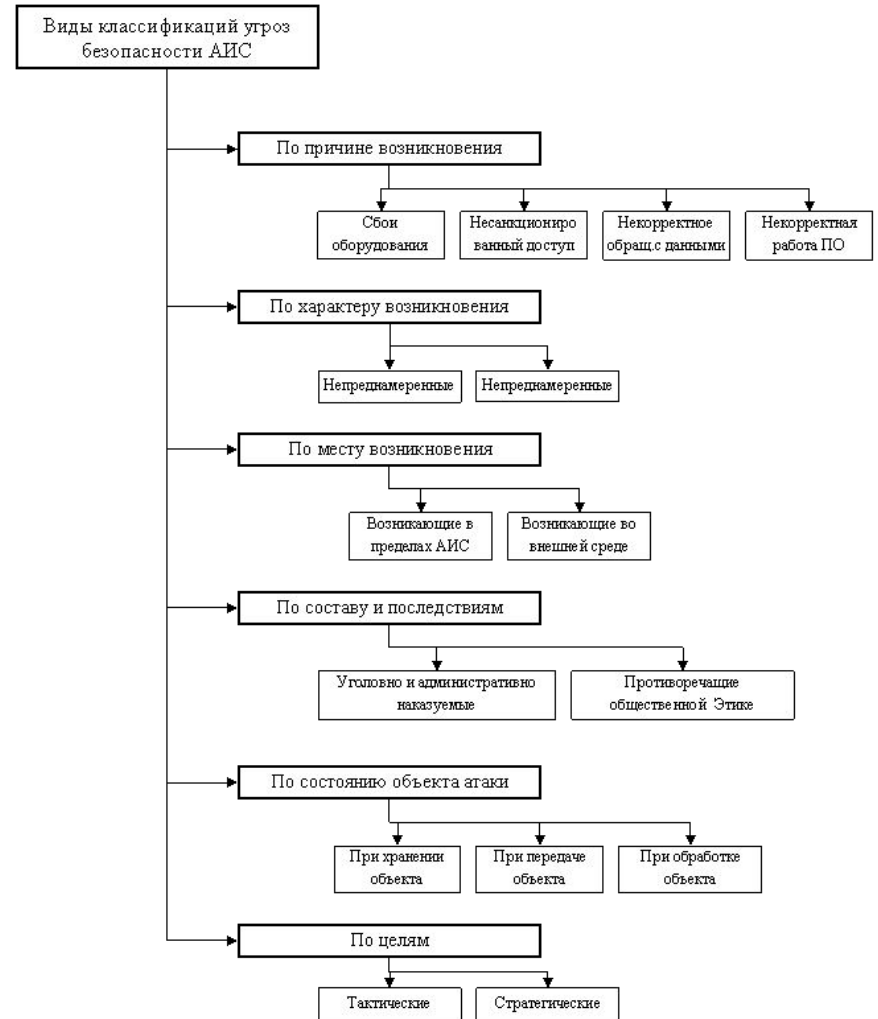 Виды классификаций угроз
безопасности АИС
По причине возникновения
Сбои
оборудования
Несанкциониро
ванный доступ
Некорректное
обращ.с данными
Некорректная
работа ПО
По характеру возникновения
Непреднамеренные
Непреднамеренные
По месту возникновения
Возникающие в
пределах АИС
Возникающие во
внешней среде
По составу и последствиям
Уголовно и административно
наказуемые
Противоречащие
общественной 'Этике
По состоянию объекта атаки
При хранении
объекта
При передаче
объекта
При обработке
объекта
По целям
Тактические
Стратегические